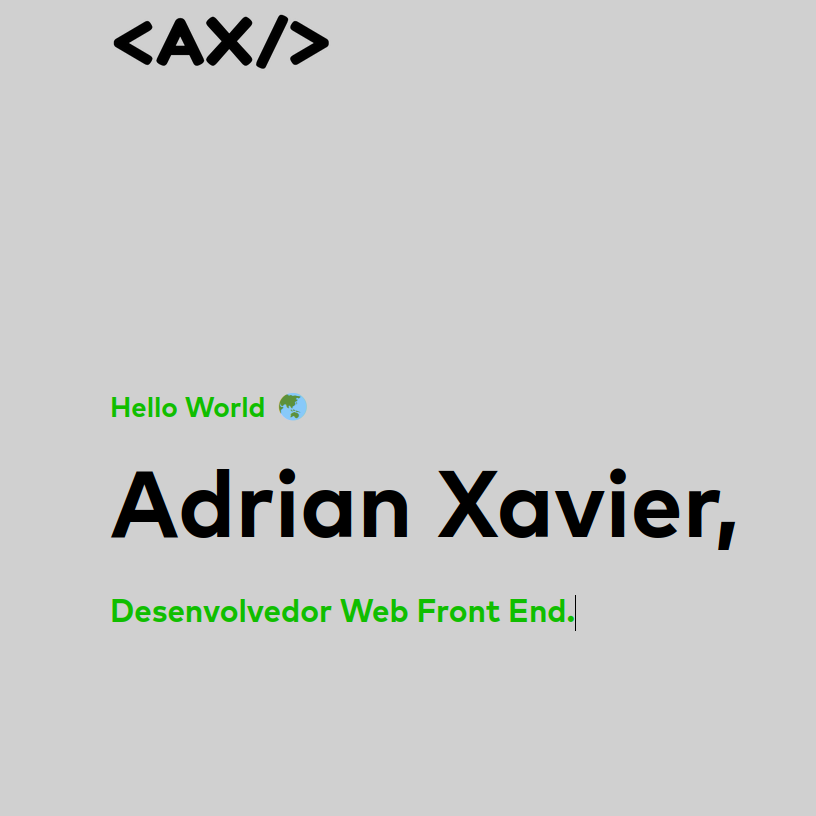 <AX/>
Hello World 🌏
Adrian Xavier,
Desenvolvedor Web Front End.